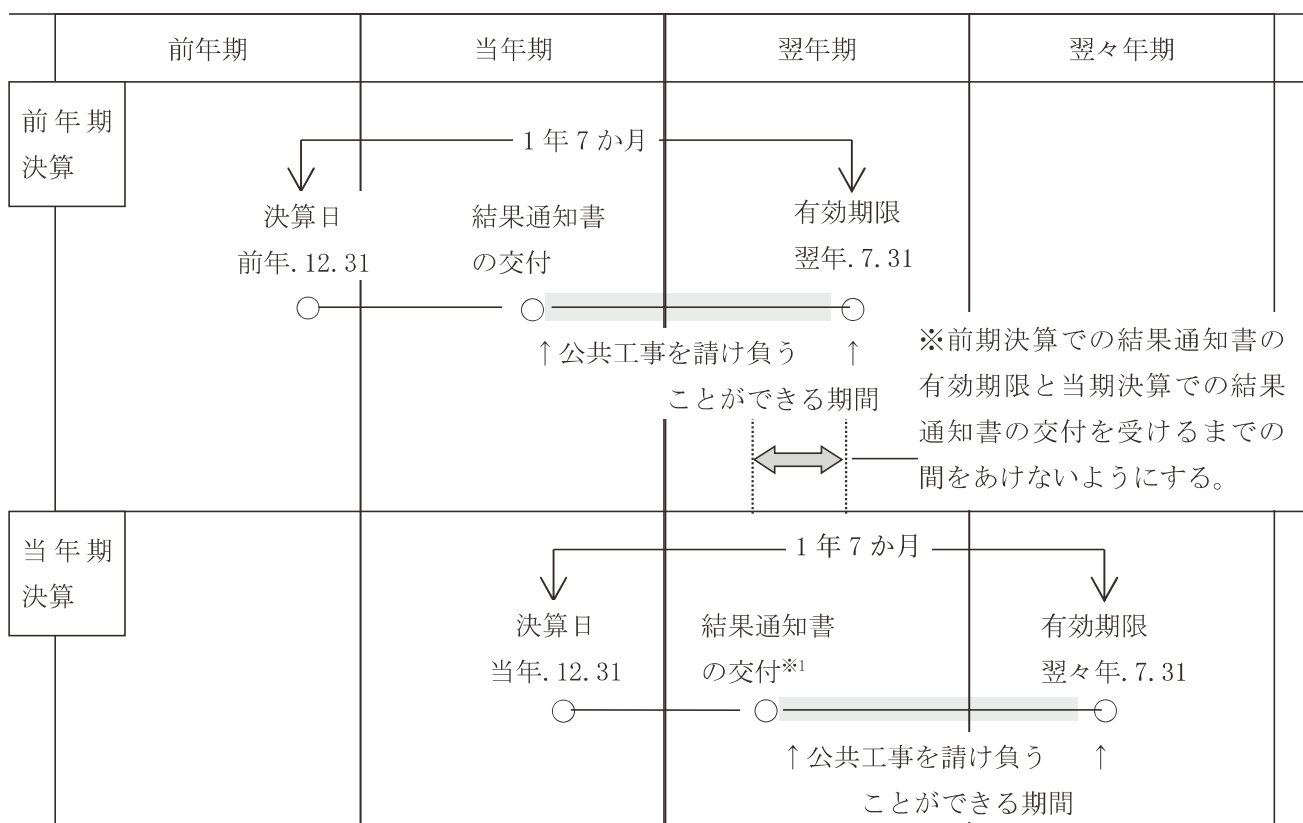 前年期 当年期 翌年期 翌々年期
前年期
決算
1年7か月
決算日
前年.12.31
結果通知書
の交付
有効期限
翌年.7.31
↑公共工事を請け負う ↑
ことができる期間
※前期決算での結果通知書の
有効期限と当期決算での結果
通知書の交付を受けるまでの
間をあけないようにする。
当年期
決算
1年7か月
決算日
当年.12.31
結果通知書
の交付※1
有効期限
翌々年.7.31
↑公共工事を請け負う ↑
ことができる期間